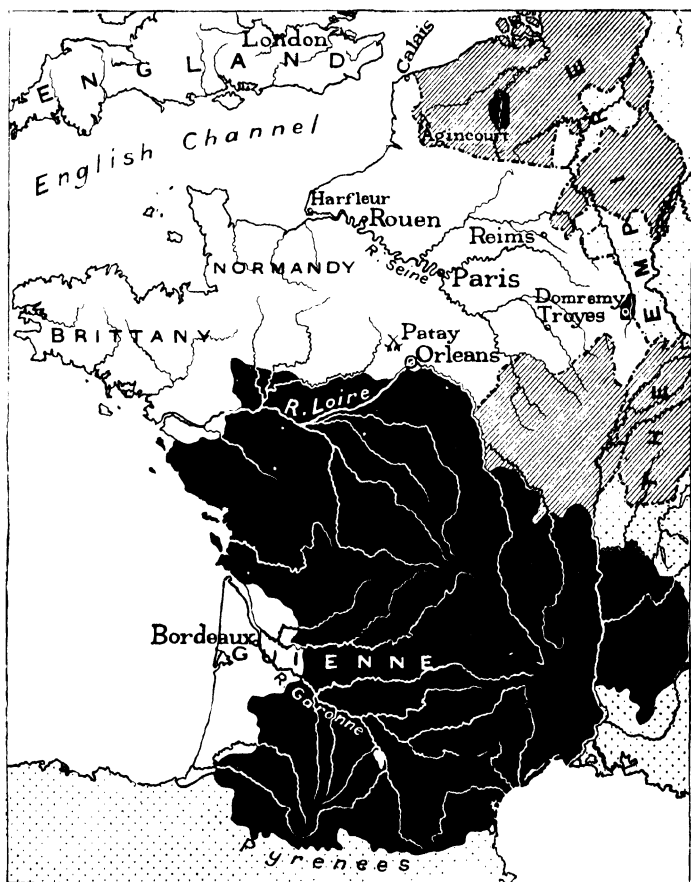 London
ENGLAND
Calais
English Channel
Agincourt
Harfleur
Rouen
R. Seine
Reims
NORMANDY
Paris
Domremy
Troyes
BRITTANY
Patay
Orleans
R. Loire
THE EMPIRE
Bordeaux
GUIENNE
R. Garonne
Pyrenees